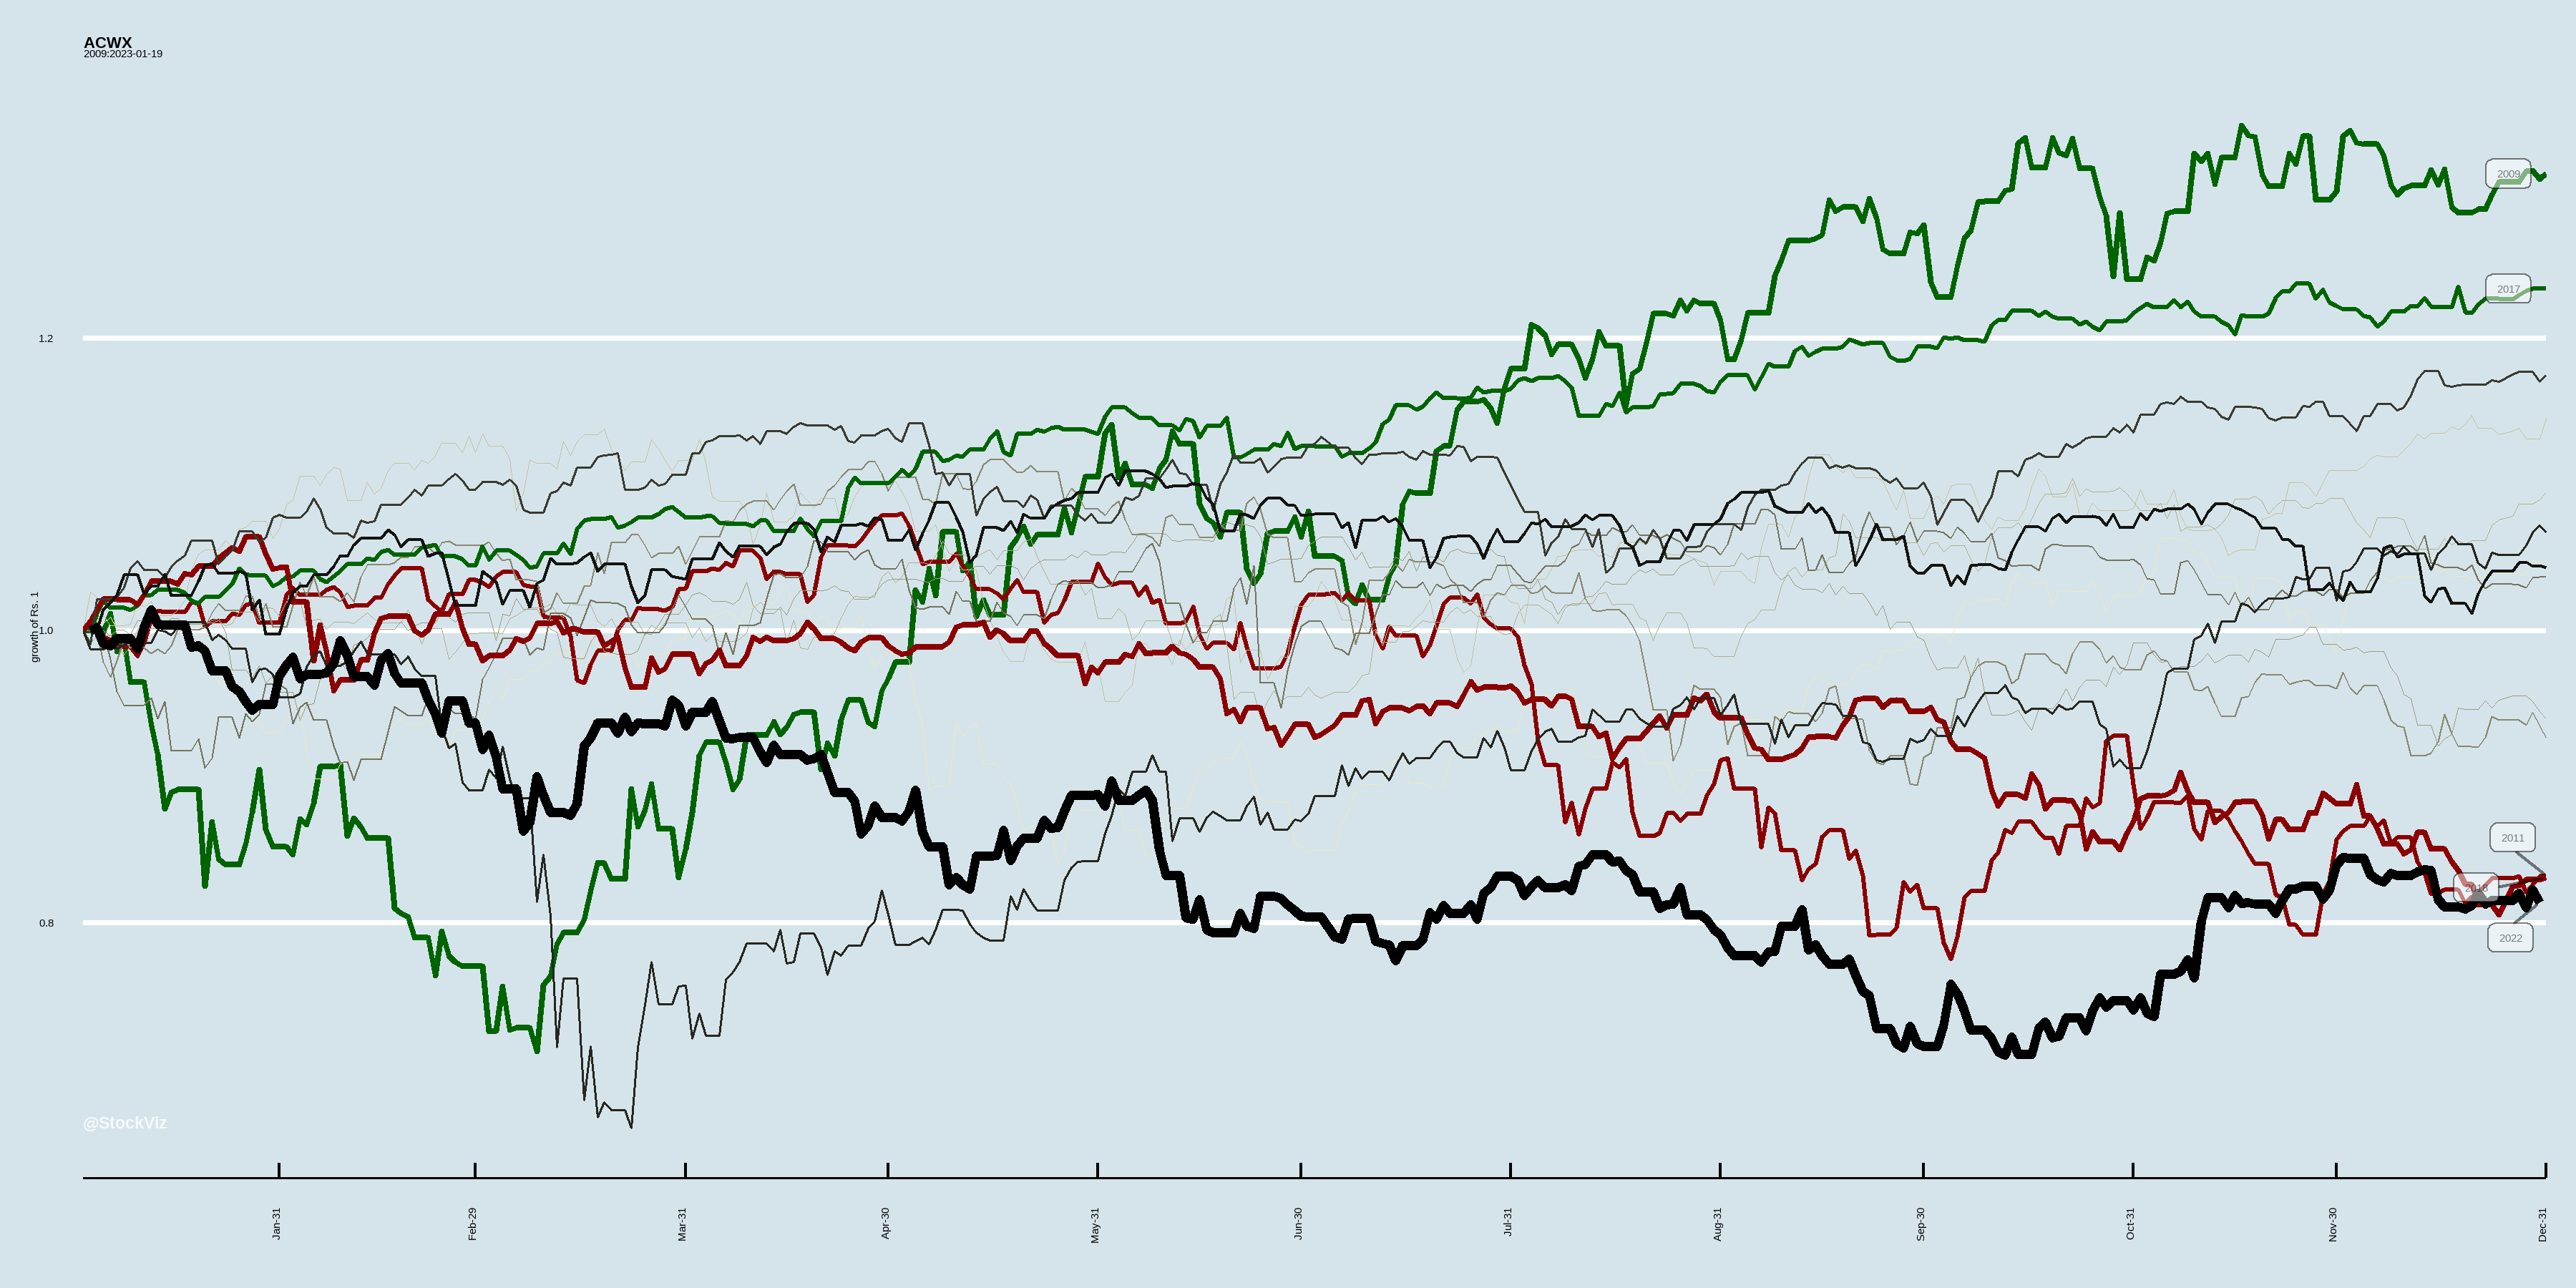 ACWX
2009:2023-01-19
2009
2017
1.2
growth of Rs. 1
1.0
2011
2018
0.8
2022
@StockViz
Jan-31
Feb-29
Mar-31
Apr-30
May-31
Jun-30
Jul-31
Aug-31
Sep-30
Oct-31
Nov-30
Dec-31